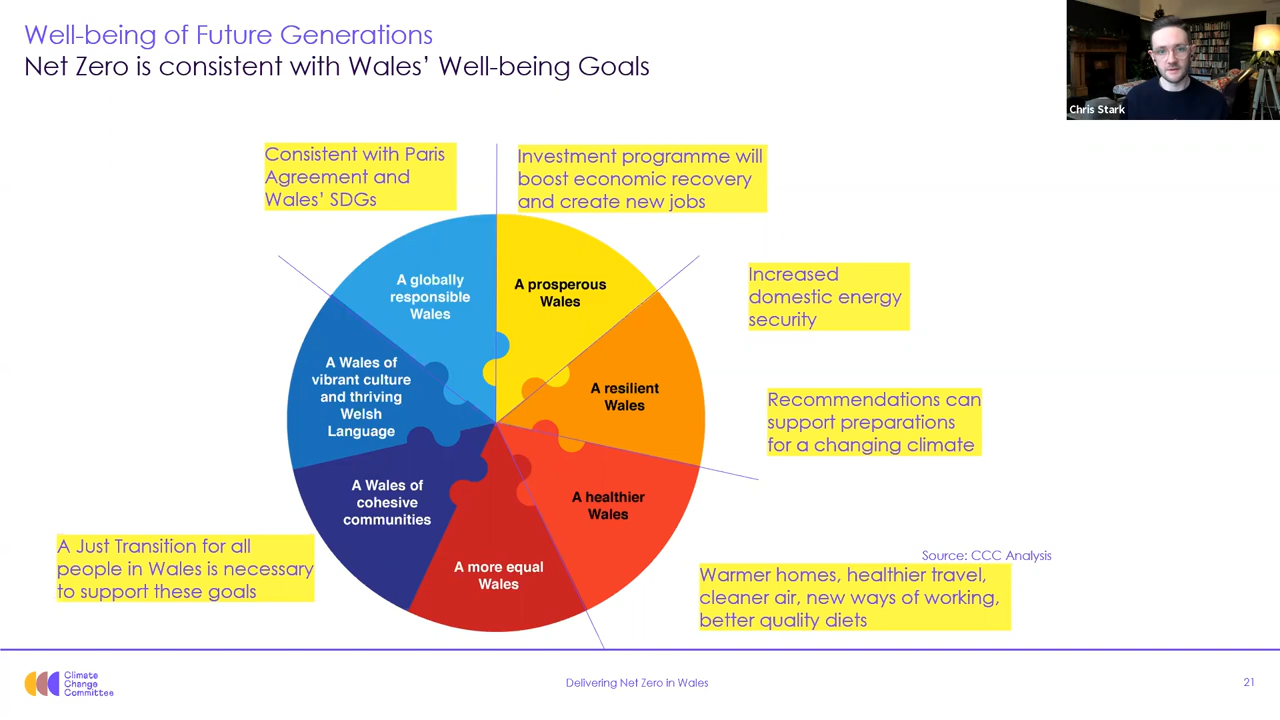 Well-being of Future Generations
Net Zero is consistent with Wales’ Well-being Goals
Chris Stark
Consistent with Paris
Agreement and
Wales’ SDGs
Investment programme will
boost economic recovery
and create new jobs
A globally
responsible
Wales
A prosperous
Wales
Increased
domestic energy
security
A Wales of
vibrant culture
and thriving
Welsh
Language
A resilient
Wales
Recommendations can
support preparations
for a changing climate
A Wales of
cohesive
communities
A healthier
Wales
A more equal
Wales
A Just Transition for all
people in Wales is necessary
to support these goals
Source: CCC Analysis
Warmer homes, healthier travel,
cleaner air, new ways of working,
better quality diets
Climate
Change
Committee
Delivering Net Zero in Wales
21